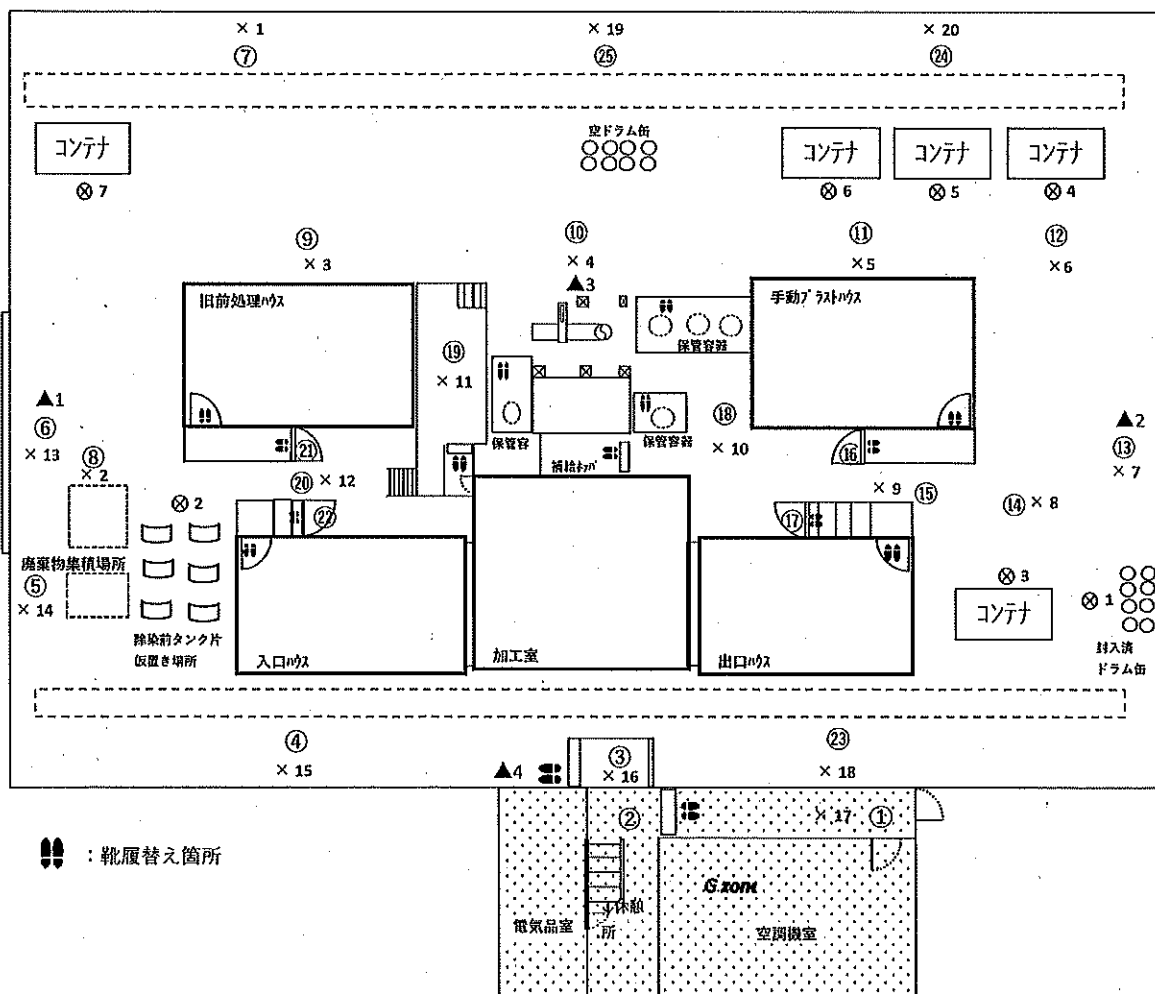 × 1
× 19
× 20
⑦
㉕
㉔
コンテナ
空ドラム缶
コンテナ
コンテナ
コンテナ
⊗ 7
⊗ 6
⊗ 5
⊗ 4
⑨
⑩
⑪
⑫
× 3
× 4
× 5
× 6
▲3
旧前処理ハウス
手動ブラストハウス
保管容器
⑲
× 11
▲1
⑥
× 13
⑧
× 2
⑱
× 10
▲2
⑬
× 7
保管容
保管容器
補給ホッパ
㉑
⑯
⑳
× 12
× 9
⑮
⊗ 2
㉒
⑰
⑭
× 8
廃棄物集積場所
⑤
× 14
⊗ 3
⊗ 1
コンテナ
除染前タンク片
仮置き場所
入口ハウス
加工室
出口ハウス
封入済
ドラム缶
④
× 15
▲4
③
× 16
㉓
× 18
②
× 17
①
：靴履替え箇所
G zone
電気品室
休憩
所
空調機室